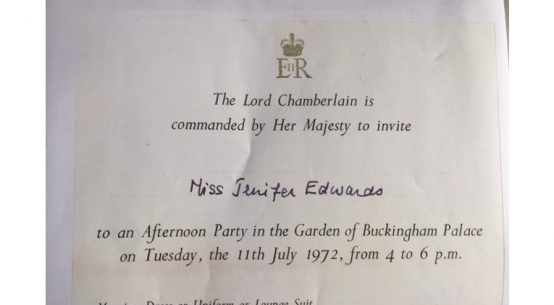 EIIR
The Lord Chamberlain is
commanded by Her Majesty to invite
Miss Jenifer Edwards
to an Afternoon Party in the Garden of Buckingham Palace
on Tuesday, the 11th July 1972, from 4 to 6 p.m.
Morning Dress or Uniform or Lounge Suit